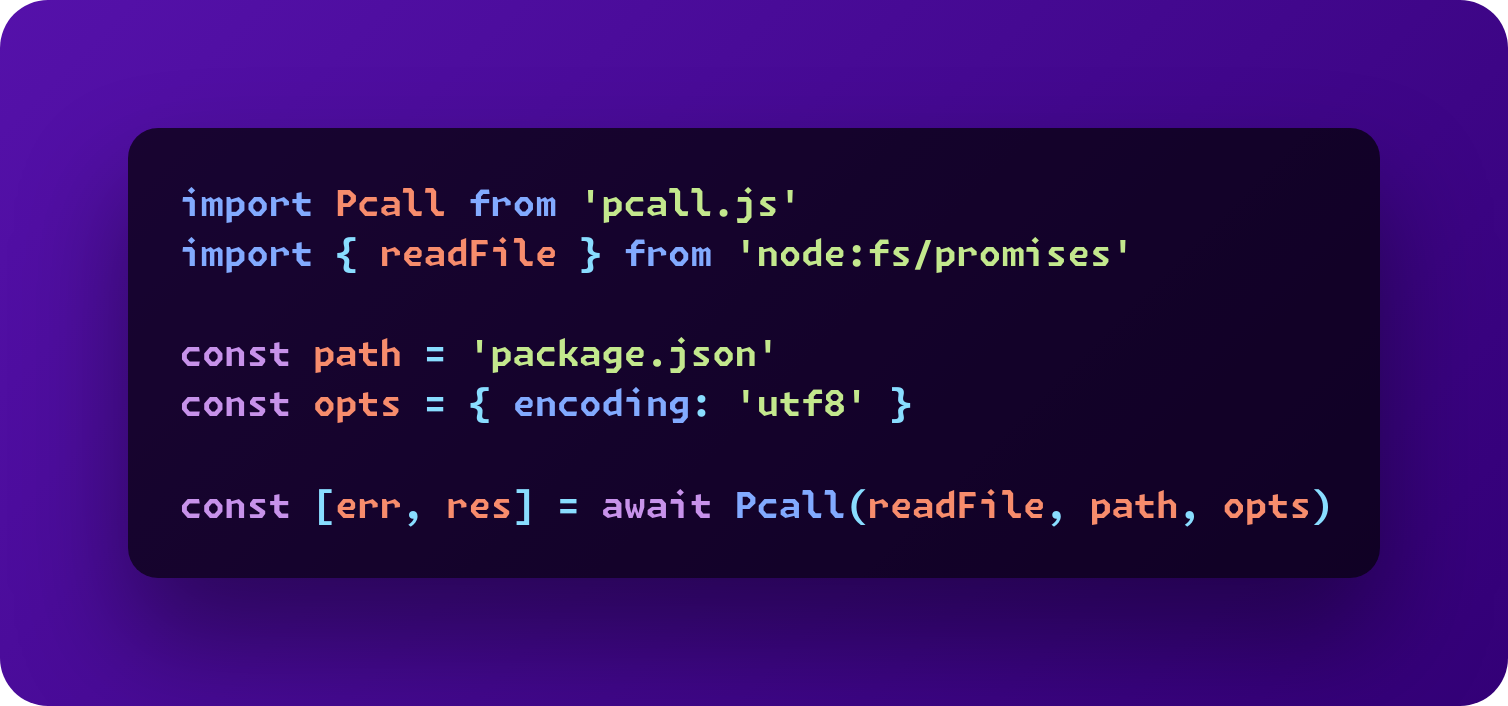 import Pcall from 'pcall.js'
import { readFile } from 'node:fs/promises'
const path = 'package.json'
const opts = { encoding: 'utf8' }
const [err, res] = await Pcall(readFile, path, opts)